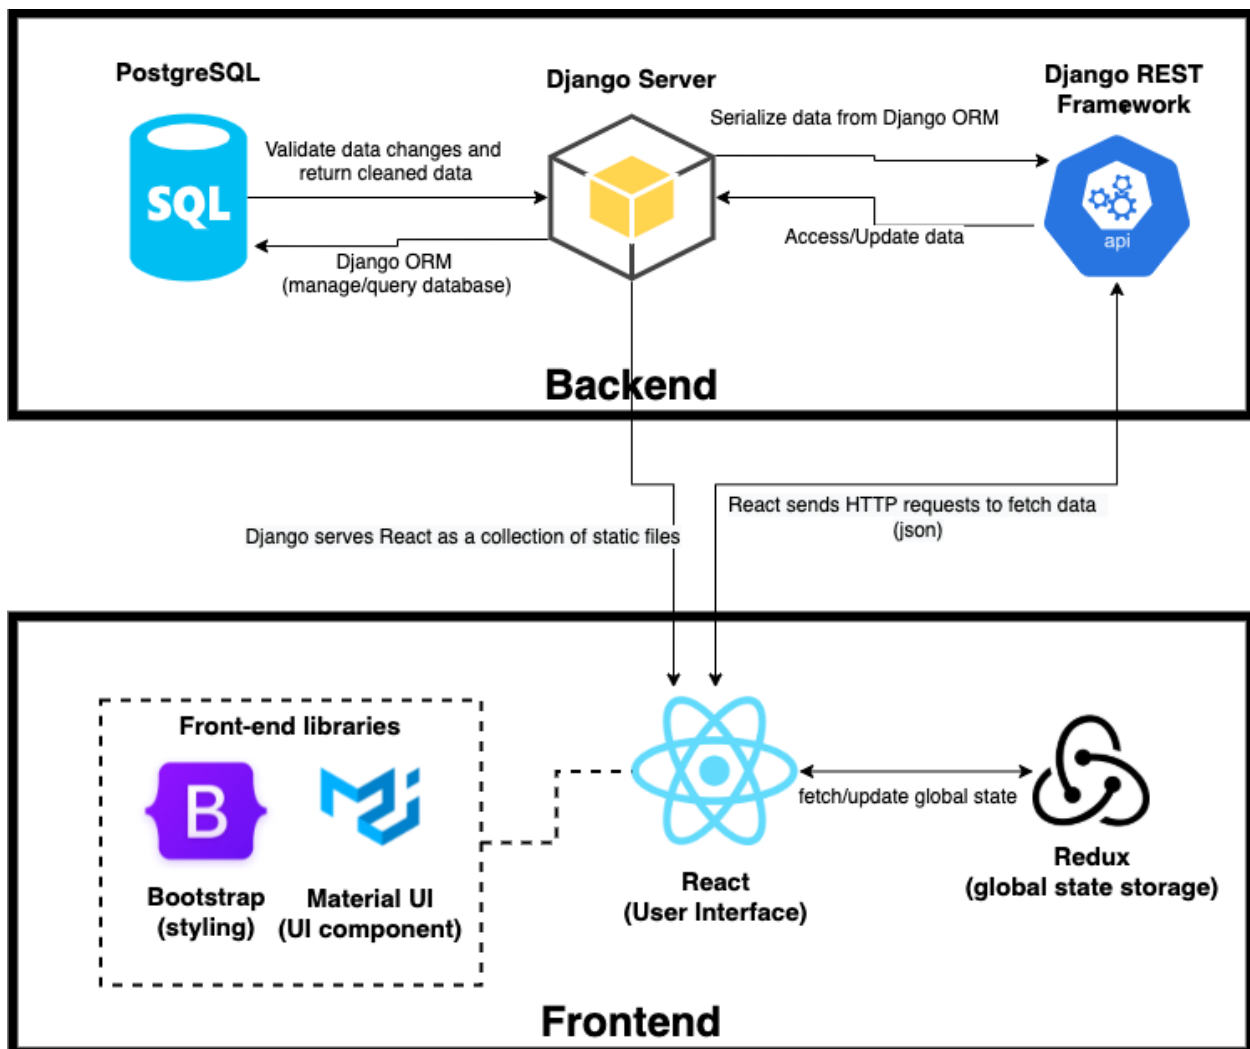 PostgreSQL
Django Server
Django REST
Framework
Serialize data from Django ORM
Validate data changes and
return cleaned data
SQL
api
Access/Update data
Django ORM
(manage/query database)
Backend
React sends HTTP requests to fetch data
(json)
Django serves React as a collection of static files
Front-end libraries
B
Bootstrap
(styling)
Material UI
(UI component)
fetch/update global state
React
(User Interface)
Redux
(global state storage)
Frontend